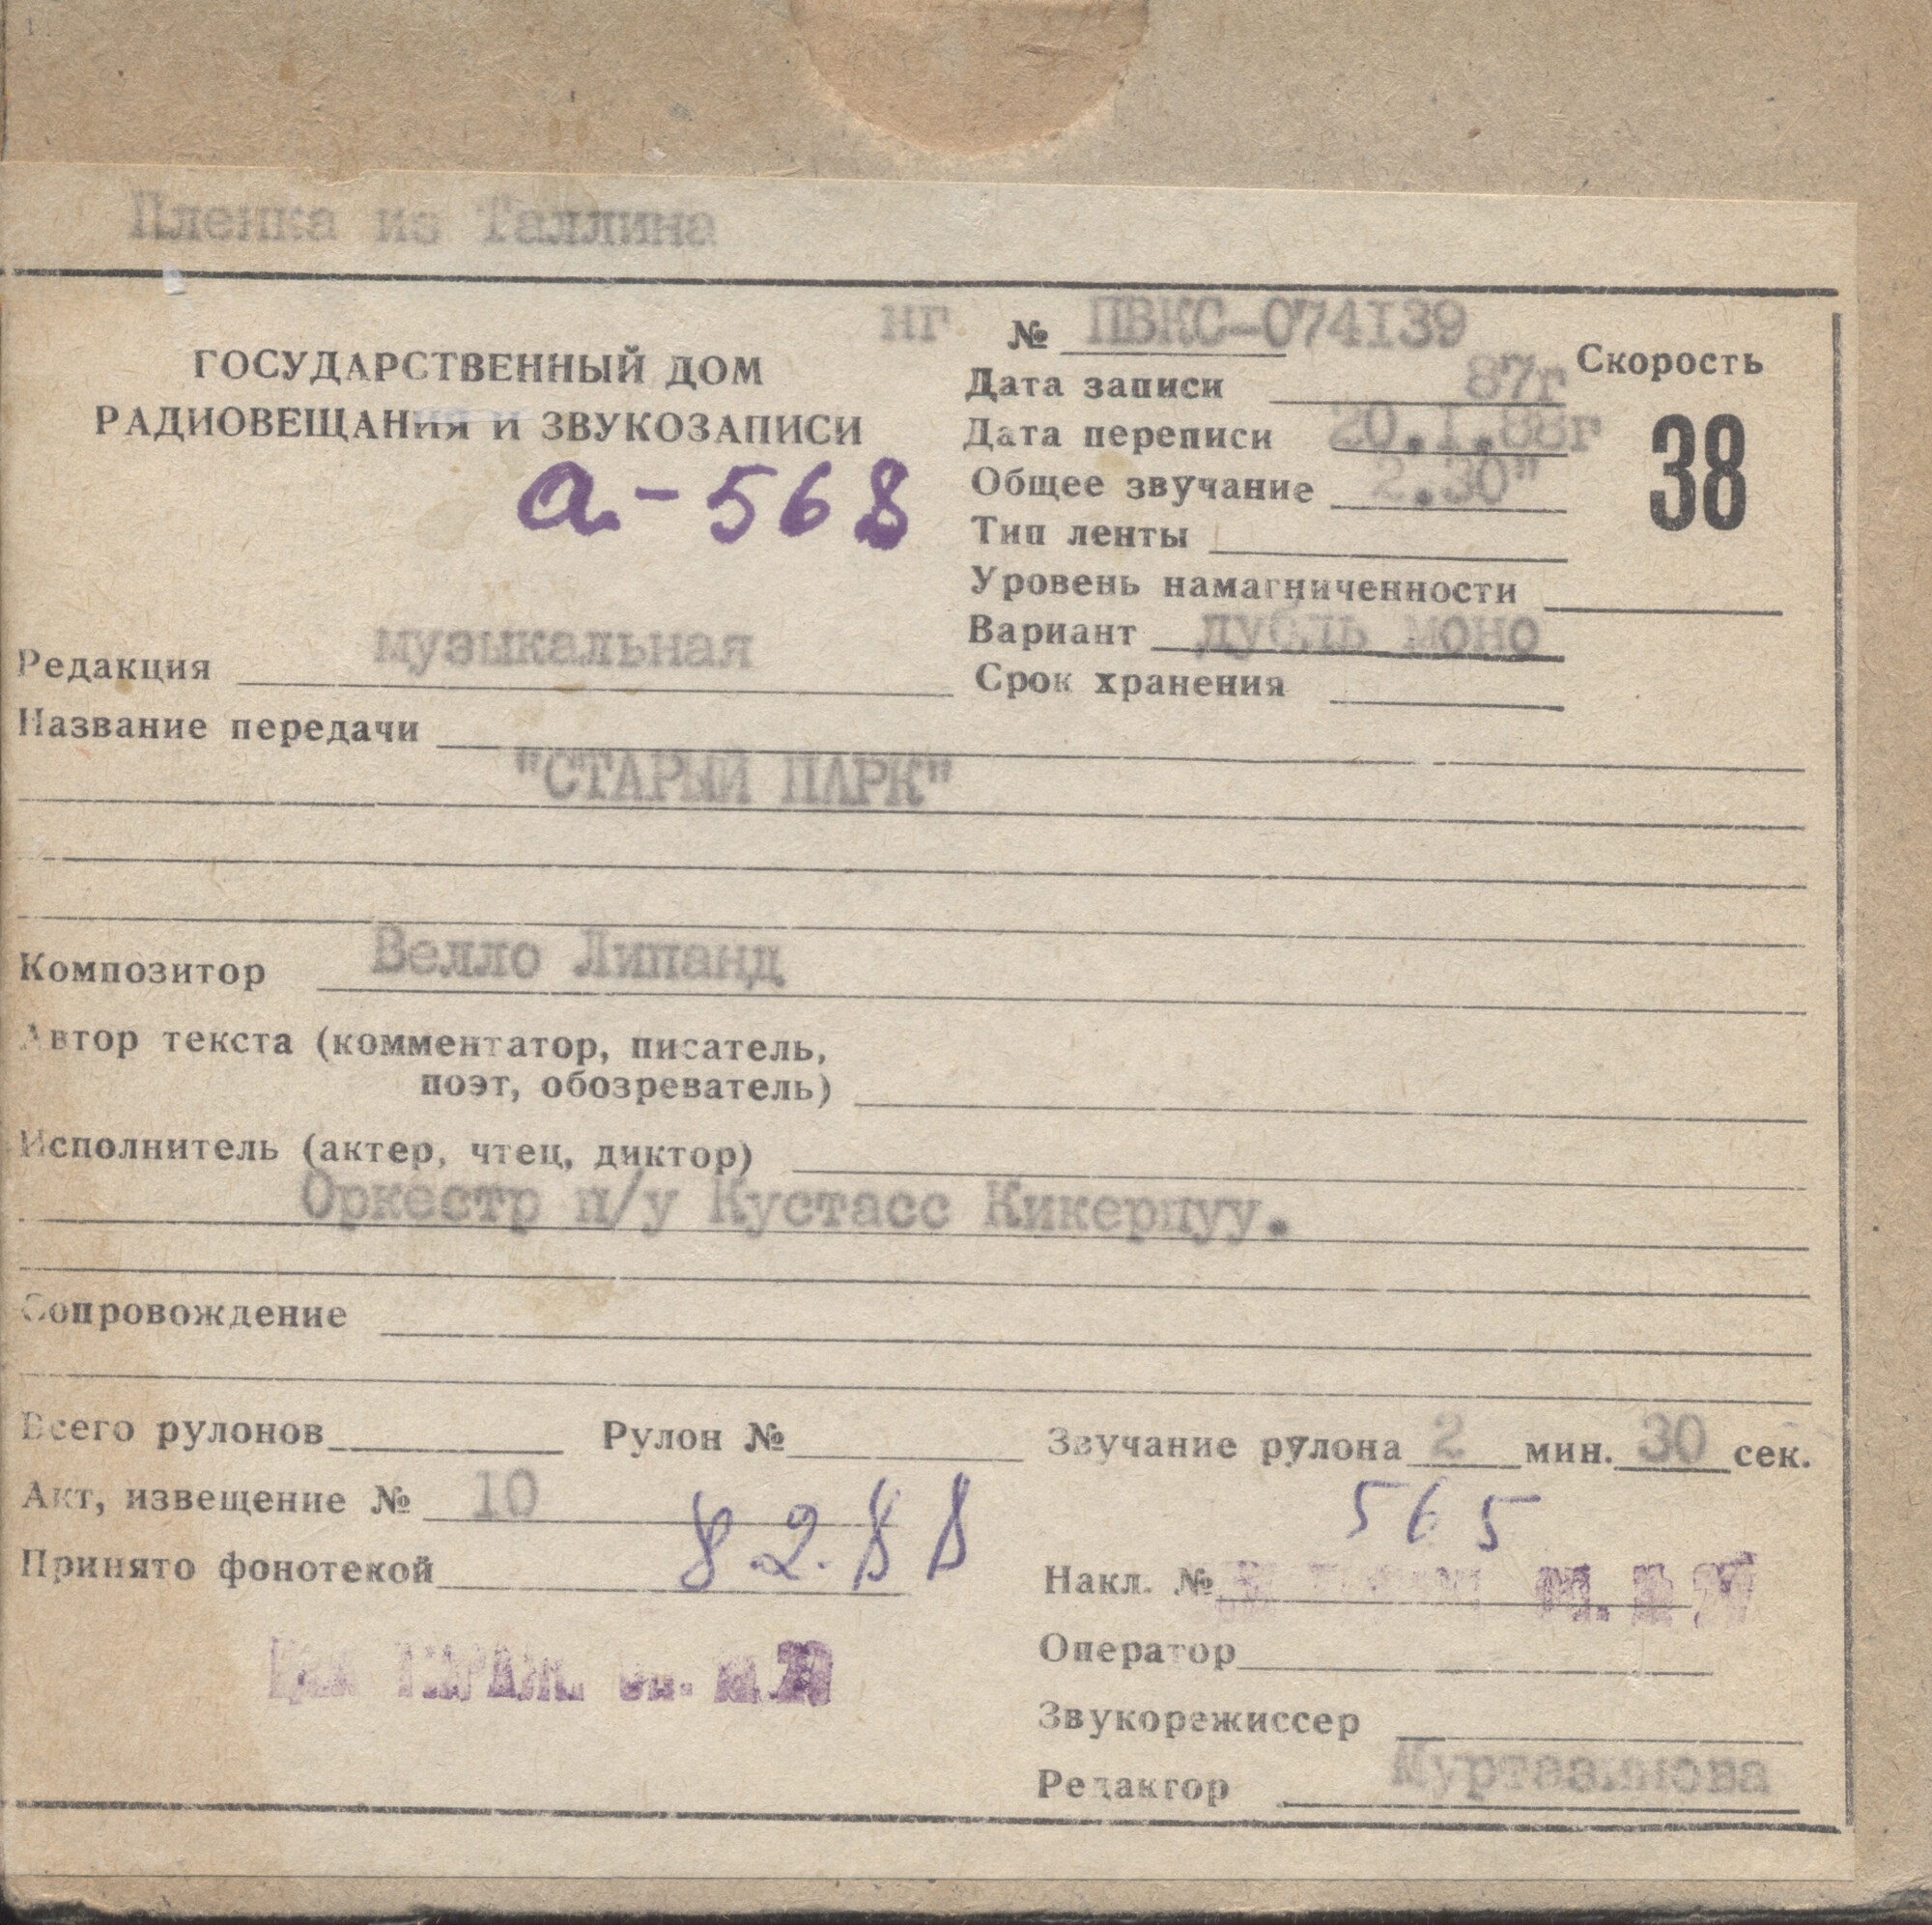 Пленка из Таллина
нг № ПВКС-074I39
ГОСУДАРСТВЕННЫЙ ДОМ
РАДИОВЕЩАНИЯ И ЗВУКОЗАПИСИ
а-568
Дата записи 87г
Дата переписи 20.I.88г
Общее звучание 2.30"
Тип ленты
Уровень намагниченности
Вариант дубль моно
Срок хранения
Скорость
38
Редакция музыкальная
Название передачи
"СТАРЫЙ ПАРК"
Композитор Велло Липанд
Автор текста (комментатор, писатель,
поэт, обозреватель)
Исполнитель (актер, чтец, диктор)
Оркестр п/у Кустасс Кикерпуу.
Сопровождение
Всего рулонов Рулон № Звучание рулона 2 мин. 30 сек.
Акт, извещение № 10
Принято фонотекой 8.2.88
565
Накл. №
Оператор
Звукорежиссер
Редактор